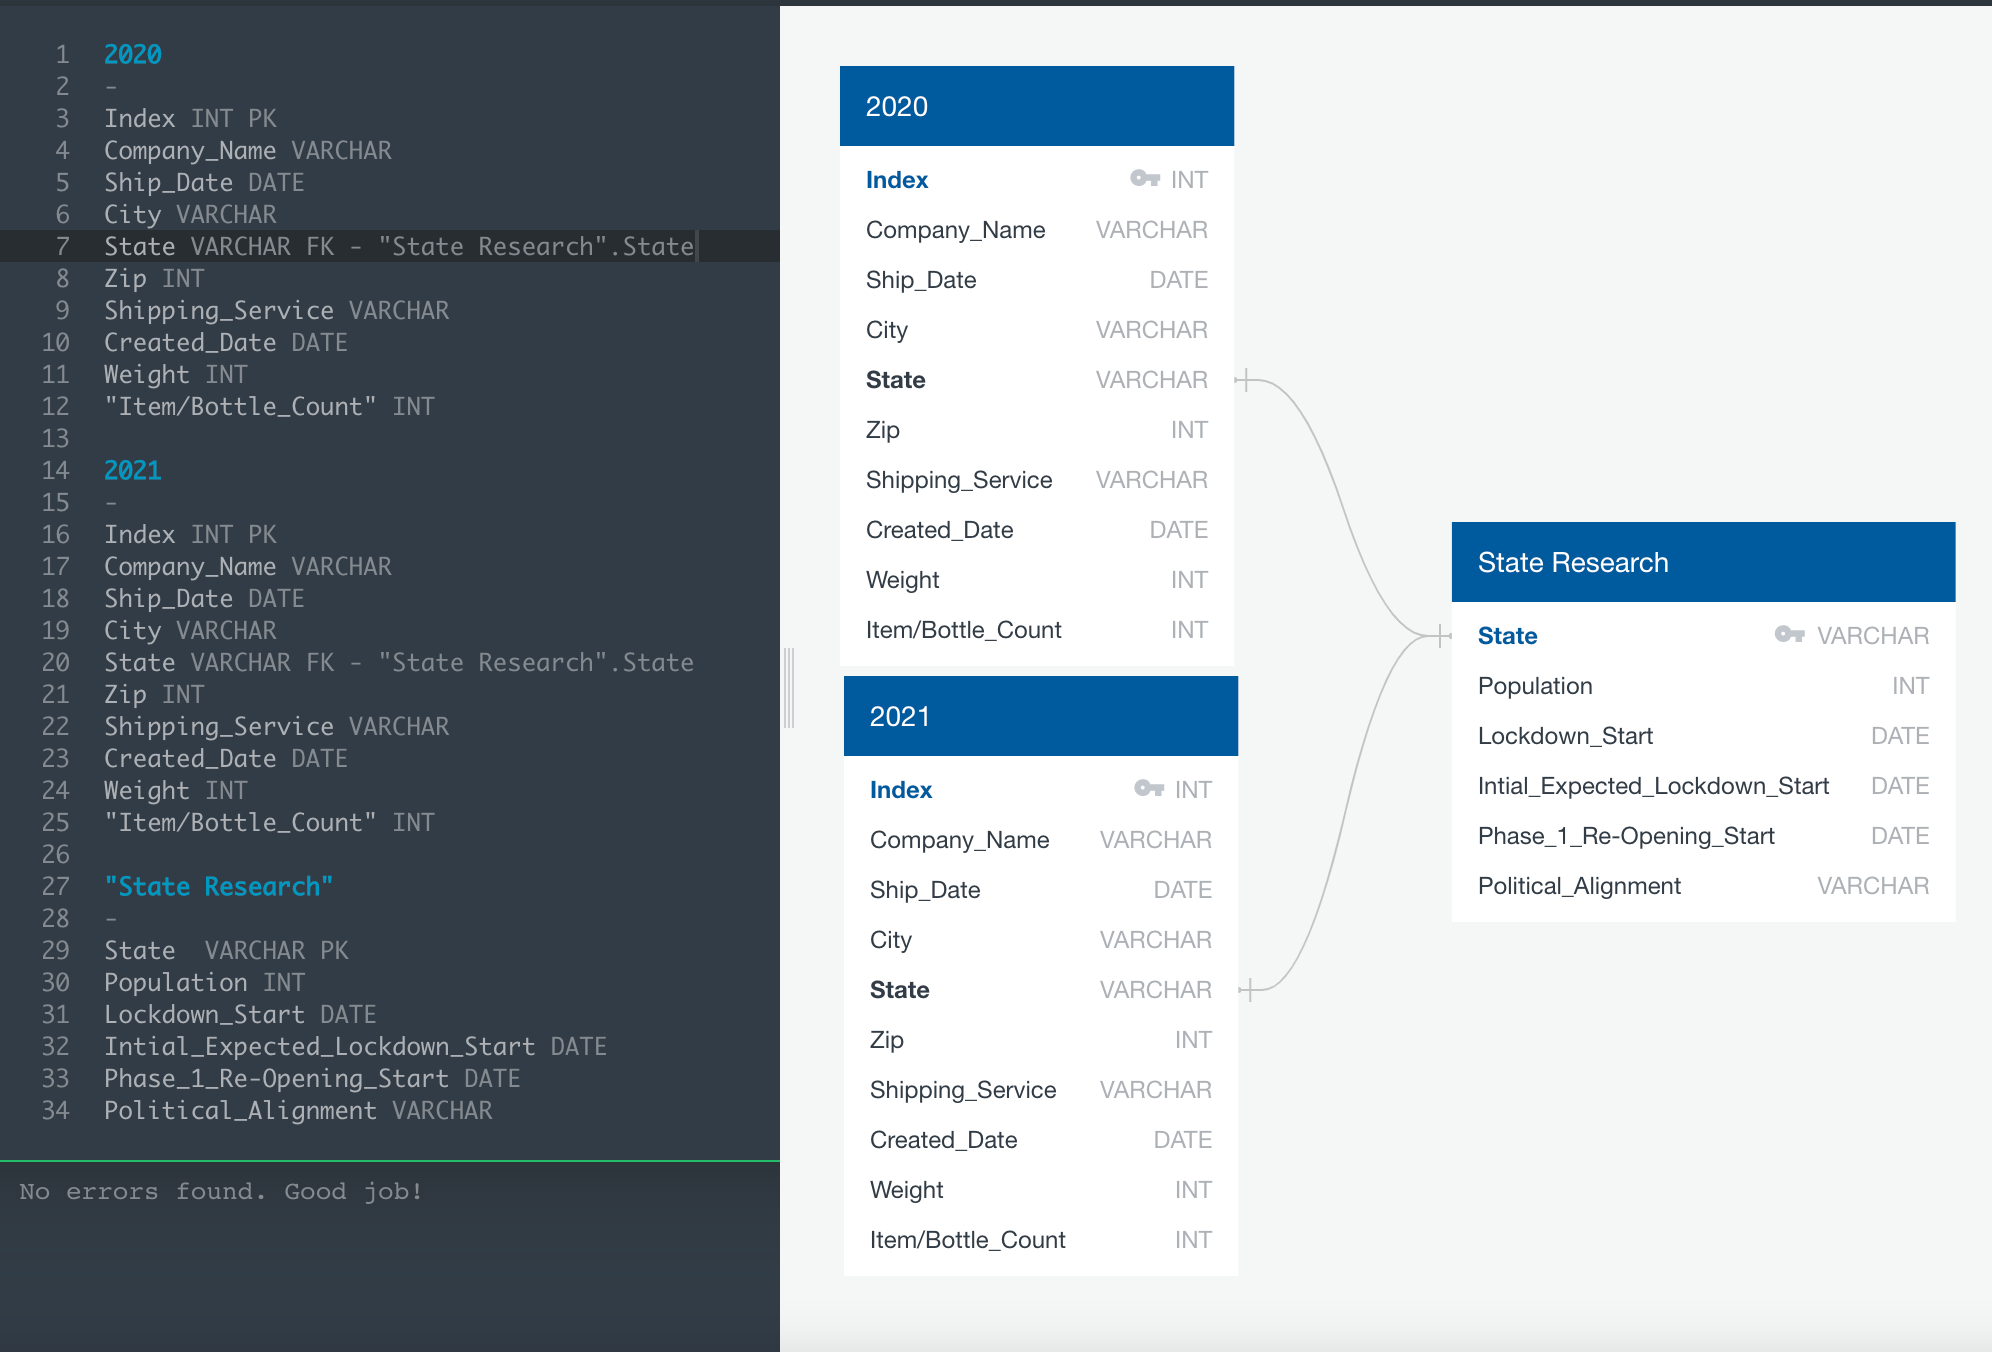 1 2020
2 -
3 Index INT PK
4 Company_Name VARCHAR
5 Ship_Date DATE
6 City VARCHAR
7 State VARCHAR FK - "State Research".State
8 Zip INT
9 Shipping_Service VARCHAR
10 Created_Date DATE
11 Weight INT
12 "Item/Bottle_Count" INT
13
14 2021
15 -
16 Index INT PK
17 Company_Name VARCHAR
18 Ship_Date DATE
19 City VARCHAR
20 State VARCHAR FK - "State Research".State
21 Zip INT
22 Shipping_Service VARCHAR
23 Created_Date DATE
24 Weight INT
25 "Item/Bottle_Count" INT
26
27 "State Research"
28 -
29 State  VARCHAR PK
30 Population INT
31 Lockdown_Start DATE
32 Intial_Expected_Lockdown_Start DATE
33 Phase_1_Re-Opening_Start DATE
34 Political_Alignment VARCHAR
No errors found. Good job!
2020
Index INT
Company_Name VARCHAR
Ship_Date DATE
City VARCHAR
State VARCHAR
Zip INT
Shipping_Service VARCHAR
Created_Date DATE
Weight INT
Item/Bottle_Count INT
2021
Index INT
Company_Name VARCHAR
Ship_Date DATE
City VARCHAR
State VARCHAR
Zip INT
Shipping_Service VARCHAR
Created_Date DATE
Weight INT
Item/Bottle_Count INT
State Research
State VARCHAR
Population INT
Lockdown_Start DATE
Intial_Expected_Lockdown_Start DATE
Phase_1_Re-Opening_Start DATE
Political_Alignment VARCHAR